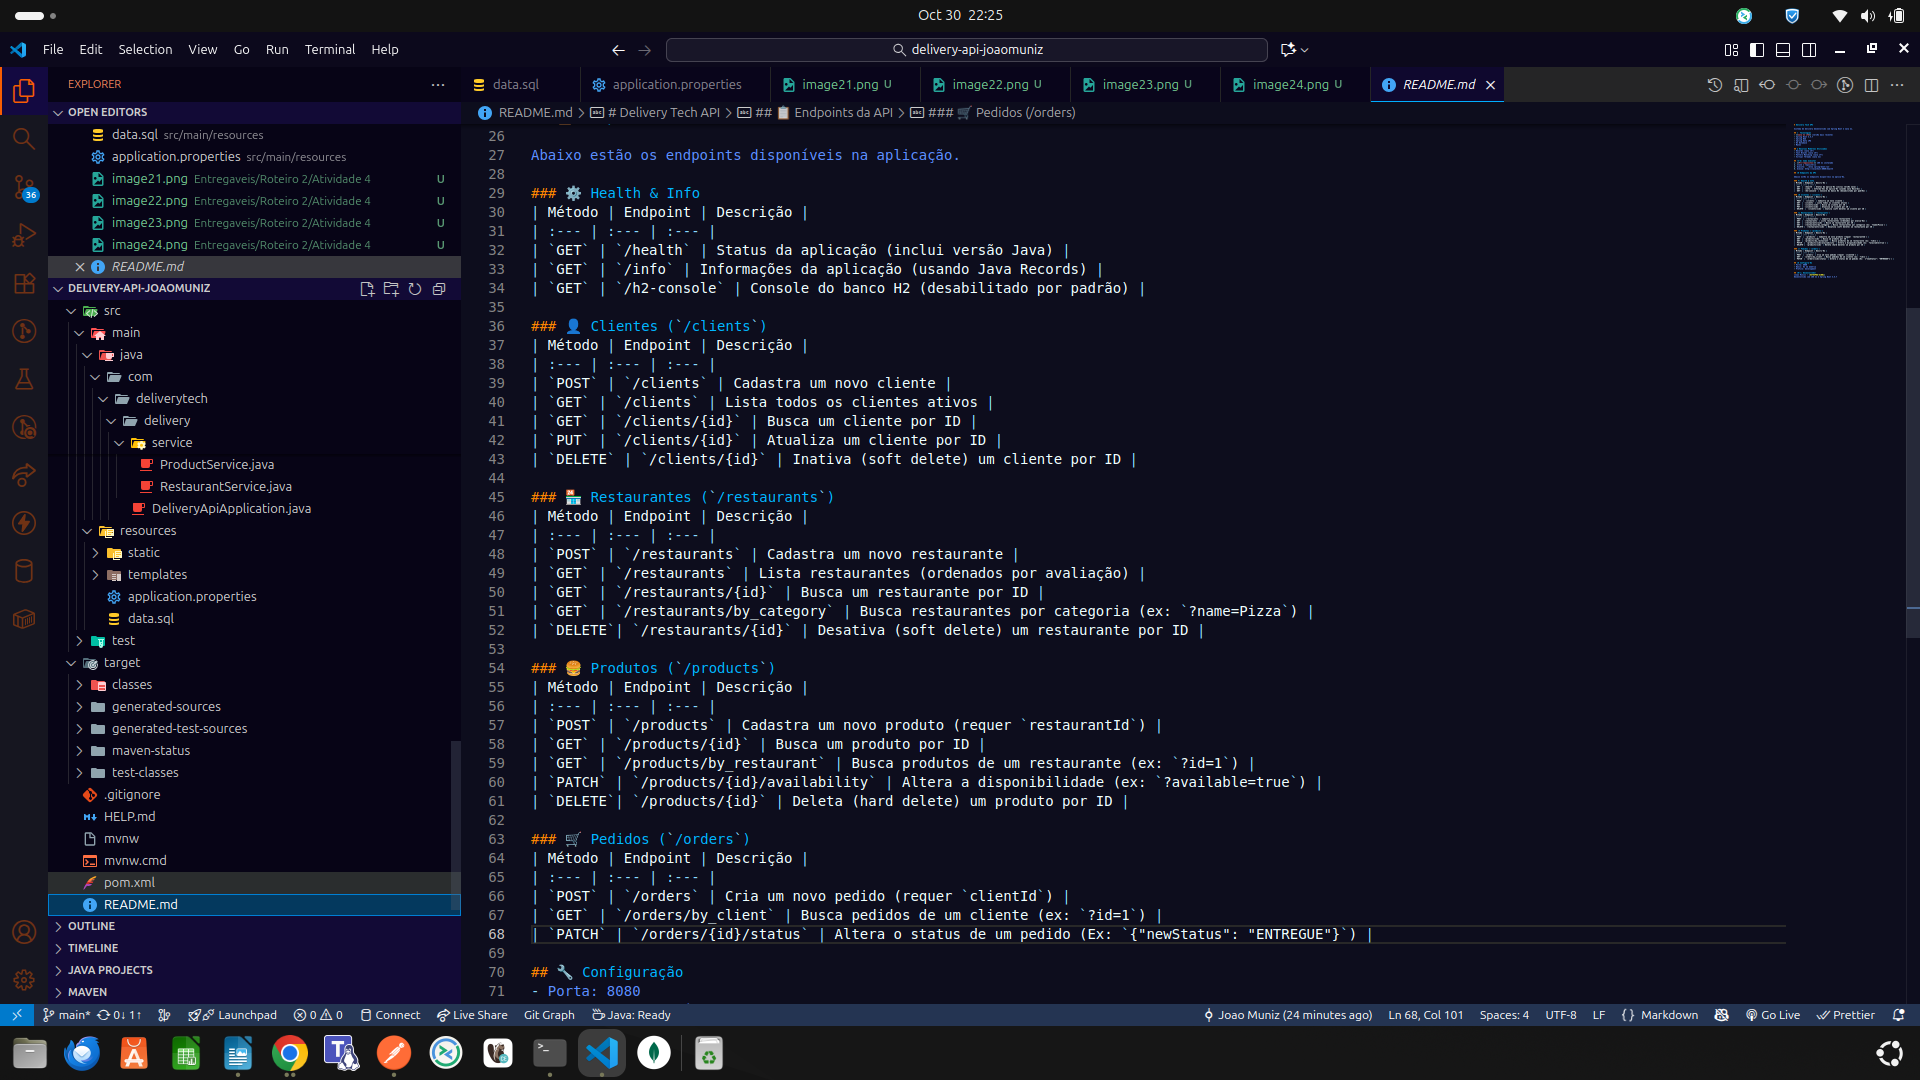 Oct 30 22:25
File Edit Selection View Go Run Terminal Help
delivery-api-joaomuniz
EXPLORER
OPEN EDITORS
data.sql src/main/resources
application.properties src/main/resources
image21.png Entregaveis/Roteiro 2/Atividade 4 U
image22.png Entregaveis/Roteiro 2/Atividade 4 U
image23.png Entregaveis/Roteiro 2/Atividade 4 U
image24.png Entregaveis/Roteiro 2/Atividade 4 U
README.md
36
DELIVERY-API-JOAOMUNIZ
src
main
java
com
deliverytech
delivery
service
ProductService.java
RestaurantService.java
DeliveryApiApplication.java
resources
static
templates
application.properties
data.sql
test
target
classes
generated-sources
generated-test-sources
maven-status
test-classes
.gitignore
HELP.md
mvnw
mvnw.cmd
pom.xml
README.md
OUTLINE
TIMELINE
JAVA PROJECTS
MAVEN
data.sql application.properties image21.png U image22.png U image23.png U image24.png U README.md
README.md > # Delivery Tech API > ## 📋 Endpoints da API > ### 🛒 Pedidos (/orders)
26
27 Abaixo estão os endpoints disponíveis na aplicação.
28
29 ### ⚙️ Health & Info
30 | Método | Endpoint | Descrição |
31 | :--- | :--- | :--- |
32 | `GET` | `/health` | Status da aplicação (inclui versão Java) |
33 | `GET` | `/info` | Informações da aplicação (usando Java Records) |
34 | `GET` | `/h2-console` | Console do banco H2 (desabilitado por padrão) |
35
36 ### 👤 Clientes (`/clients`)
37 | Método | Endpoint | Descrição |
38 | :--- | :--- | :--- |
39 | `POST` | `/clients` | Cadastra um novo cliente |
40 | `GET` | `/clients` | Lista todos os clientes ativos |
41 | `GET` | `/clients/{id}` | Busca um cliente por ID |
42 | `PUT` | `/clients/{id}` | Atualiza um cliente por ID |
43 | `DELETE` | `/clients/{id}` | Inativa (soft delete) um cliente por ID |
44
45 ### 🏪 Restaurantes (`/restaurants`)
46 | Método | Endpoint | Descrição |
47 | :--- | :--- | :--- |
48 | `POST` | `/restaurants` | Cadastra um novo restaurante |
49 | `GET` | `/restaurants` | Lista restaurantes (ordenados por avaliação) |
50 | `GET` | `/restaurants/{id}` | Busca um restaurante por ID |
51 | `GET` | `/restaurants/by_category` | Busca restaurantes por categoria (ex: `?name=Pizza`) |
52 | `DELETE`| `/restaurants/{id}` | Desativa (soft delete) um restaurante por ID |
53
54 ### 🍔 Produtos (`/products`)
55 | Método | Endpoint | Descrição |
56 | :--- | :--- | :--- |
57 | `POST` | `/products` | Cadastra um novo produto (requer `restaurantId`) |
58 | `GET` | `/products/{id}` | Busca um produto por ID |
59 | `GET` | `/products/by_restaurant` | Busca produtos de um restaurante (ex: `?id=1`) |
60 | `PATCH` | `/products/{id}/availability` | Altera a disponibilidade (ex: `?available=true`) |
61 | `DELETE`| `/products/{id}` | Deleta (hard delete) um produto por ID |
62
63 ### 🛒 Pedidos (`/orders`)
64 | Método | Endpoint | Descrição |
65 | :--- | :--- | :--- |
66 | `POST` | `/orders` | Cria um novo pedido (requer `clientId`) |
67 | `GET` | `/orders/by_client` | Busca pedidos de um cliente (ex: `?id=1`) |
68 | `PATCH` | `/orders/{id}/status` | Altera o status de um pedido (Ex: `{"newStatus": "ENTREGUE"}`) |
69
70 ## 🔧 Configuração
71 - Porta: 8080
main* 0↓ 1↑ Launchpad 0 0 Connect Live Share Git Graph Java: Ready Joao Muniz (24 minutes ago) Ln 68, Col 101 Spaces: 4 UTF-8 LF {} Markdown Go Live Prettier